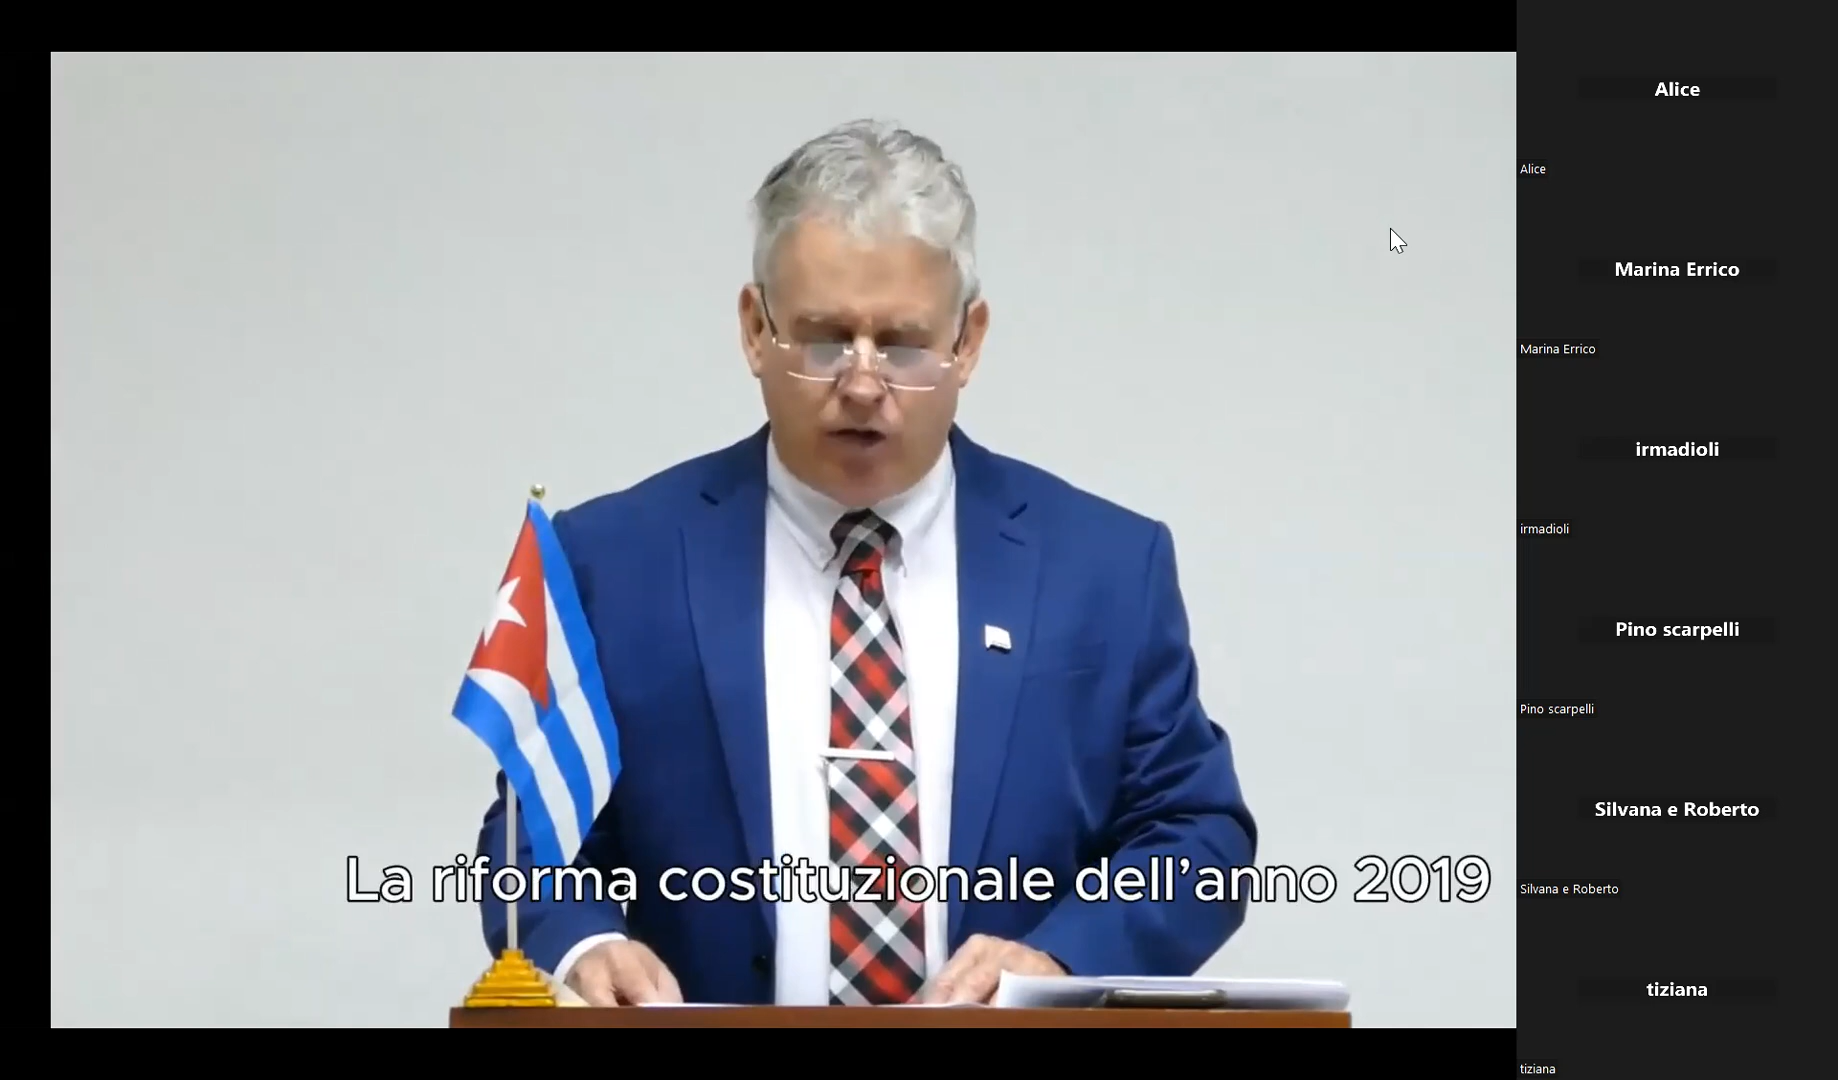 La riforma costituzionale dell’anno 2019
Alice
Alice
Marina Errico
Marina Errico
irmadioli
irmadioli
Pino scarpelli
Pino scarpelli
Silvana e Roberto
Silvana e Roberto
tiziana
tiziana